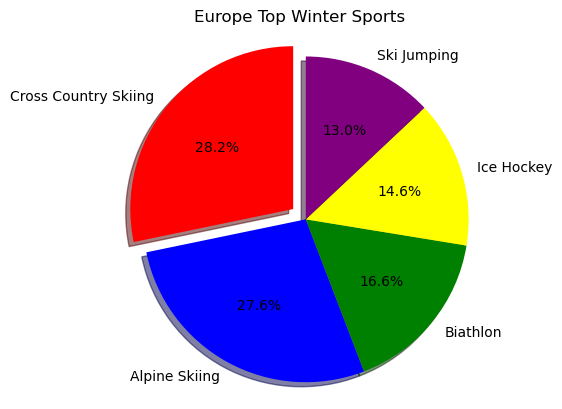 Europe Top Winter Sports
Ski Jumping
Cross Country Skiing
13.0%
28.2%
Ice Hockey
14.6%
16.6%
27.6%
Biathlon
Alpine Skiing